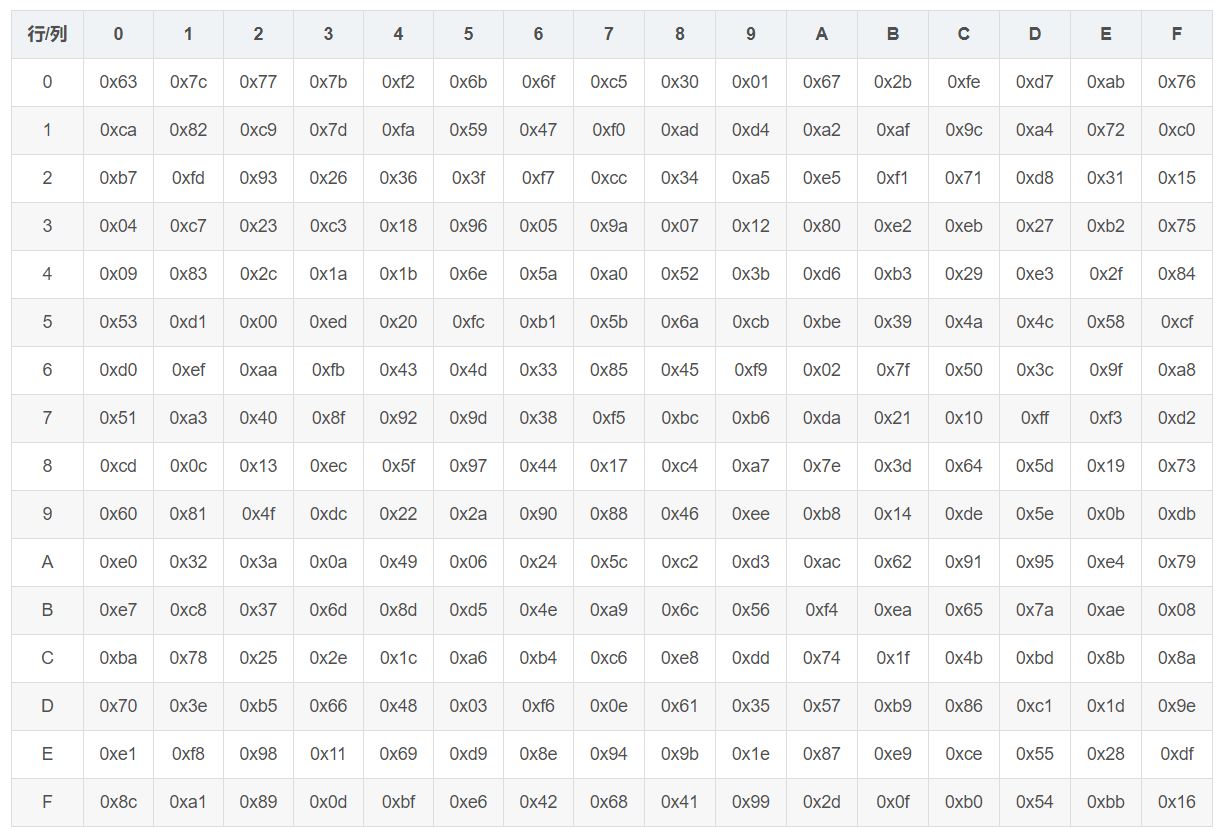 行/列 0 1 2 3 4 5 6 7 8 9 A B C D E F
0 0x63 0x7c 0x77 0x7b 0xf2 0x6b 0x6f 0xc5 0x30 0x01 0x67 0x2b 0xfe 0xd7 0xab 0x76
1 0xca 0x82 0xc9 0x7d 0xfa 0x59 0x47 0xf0 0xad 0xd4 0xa2 0xaf 0x9c 0xa4 0x72 0xc0
2 0xb7 0xfd 0x93 0x26 0x36 0x3f 0xf7 0xcc 0x34 0xa5 0xe5 0xf1 0x71 0xd8 0x31 0x15
3 0x04 0xc7 0x23 0xc3 0x18 0x96 0x05 0x9a 0x07 0x12 0x80 0xe2 0xeb 0x27 0xb2 0x75
4 0x09 0x83 0x2c 0x1a 0x1b 0x6e 0x5a 0xa0 0x52 0x3b 0xd6 0xb3 0x29 0xe3 0x2f 0x84
5 0x53 0xd1 0x00 0xed 0x20 0xfc 0xb1 0x5b 0x6a 0xcb 0xbe 0x39 0x4a 0x4c 0x58 0xcf
6 0xd0 0xef 0xaa 0xfb 0x43 0x4d 0x33 0x85 0x45 0xf9 0x02 0x7f 0x50 0x3c 0x9f 0xa8
7 0x51 0xa3 0x40 0x8f 0x92 0x9d 0x38 0xf5 0xbc 0xb6 0xda 0x21 0x10 0xff 0xf3 0xd2
8 0xcd 0x0c 0x13 0xec 0x5f 0x97 0x44 0x17 0xc4 0xa7 0x7e 0x3d 0x64 0x5d 0x19 0x73
9 0x60 0x81 0x4f 0xdc 0x22 0x2a 0x90 0x88 0x46 0xee 0xb8 0x14 0xde 0x5e 0x0b 0xdb
A 0xe0 0x32 0x3a 0x0a 0x49 0x06 0x24 0x5c 0xc2 0xd3 0xac 0x62 0x91 0x95 0xe4 0x79
B 0xe7 0xc8 0x37 0x6d 0x8d 0xd5 0x4e 0xa9 0x6c 0x56 0xf4 0xea 0x65 0x7a 0xae 0x08
C 0xba 0x78 0x25 0x2e 0x1c 0xa6 0xb4 0xc6 0xe8 0xdd 0x74 0x1f 0x4b 0xbd 0x8b 0x8a
D 0x70 0x3e 0xb5 0x66 0x48 0x03 0xf6 0x0e 0x61 0x35 0x57 0xb9 0x86 0xc1 0x1d 0x9e
E 0xe1 0xf8 0x98 0x11 0x69 0xd9 0x8e 0x94 0x9b 0x1e 0x87 0xe9 0xce 0x55 0x28 0xdf
F 0x8c 0xa1 0x89 0x0d 0xbf 0xe6 0x42 0x68 0x41 0x99 0x2d 0x0f 0xb0 0x54 0xbb 0x16